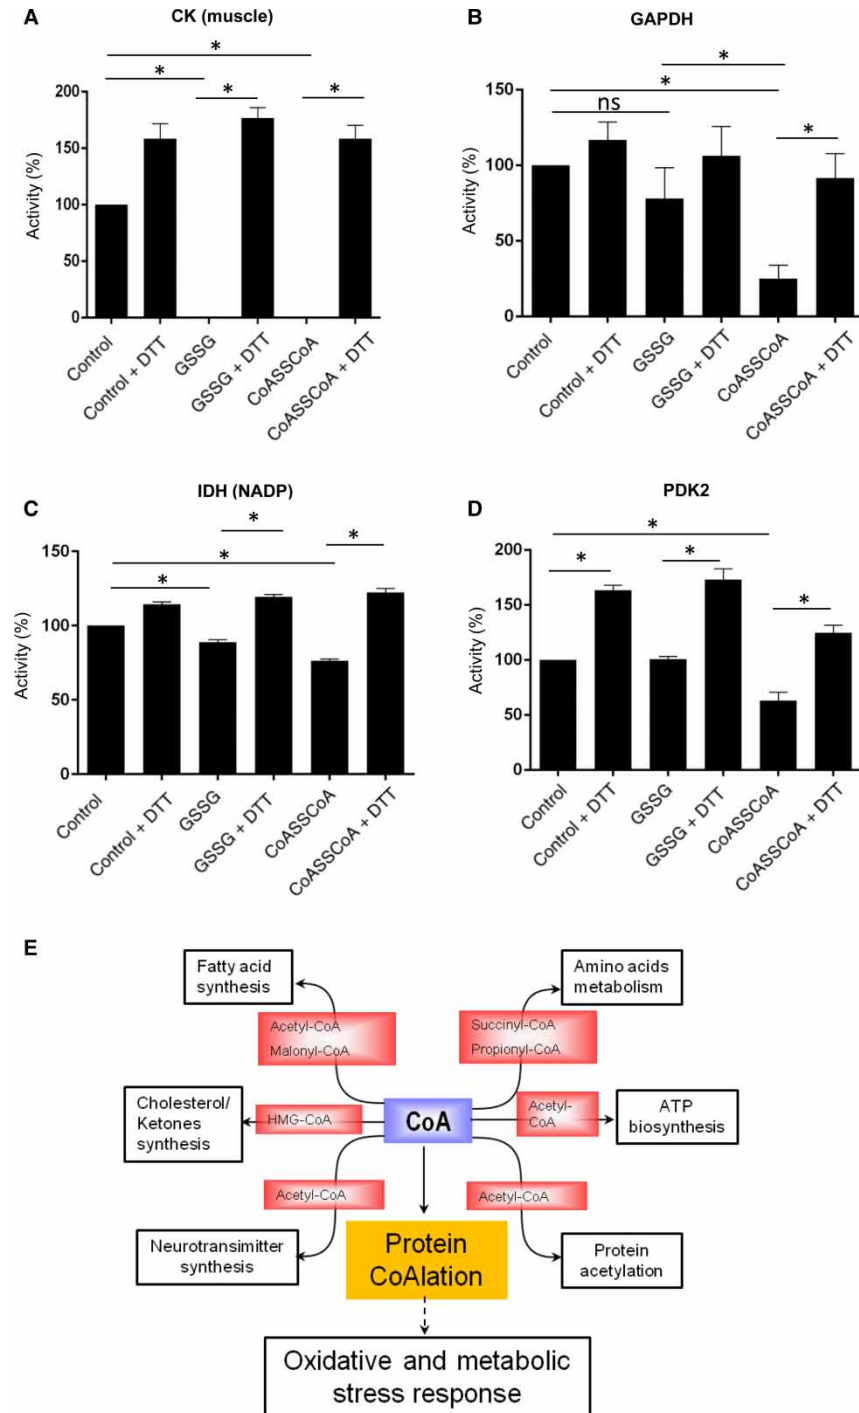 A
CK (muscle)
*
*
*
*
200
150
100
50
0
Activity (%)
Control
Control + DTT
GSSG
GSSG + DTT
CoASSCoA
CoASSCoA + DTT
B
GAPDH
*
*
ns
*
150
100
50
0
Activity (%)
Control
Control + DTT
GSSG
GSSG + DTT
CoASSCoA
CoASSCoA + DTT
C
IDH (NADP)
*
*
*
*
150
100
50
0
Activity (%)
Control
Control + DTT
GSSG
GSSG + DTT
CoASSCoA
CoASSCoA + DTT
D
PDK2
*
*
*
*
200
150
100
50
0
Activity (%)
Control
Control + DTT
GSSG
GSSG + DTT
CoASSCoA
CoASSCoA + DTT
E
Fatty acid
synthesis
Amino acids
metabolism
Acetyl-CoA
Malonyl-CoA
Succinyl-CoA
Propionyl-CoA
Cholesterol/
Ketones
synthesis
HMG-CoA
CoA
Acetyl-
CoA
ATP
biosynthesis
Acetyl-CoA
Acetyl-CoA
Neurotransimitter
synthesis
Protein
CoAlation
Protein
acetylation
Oxidative and metabolic
stress response